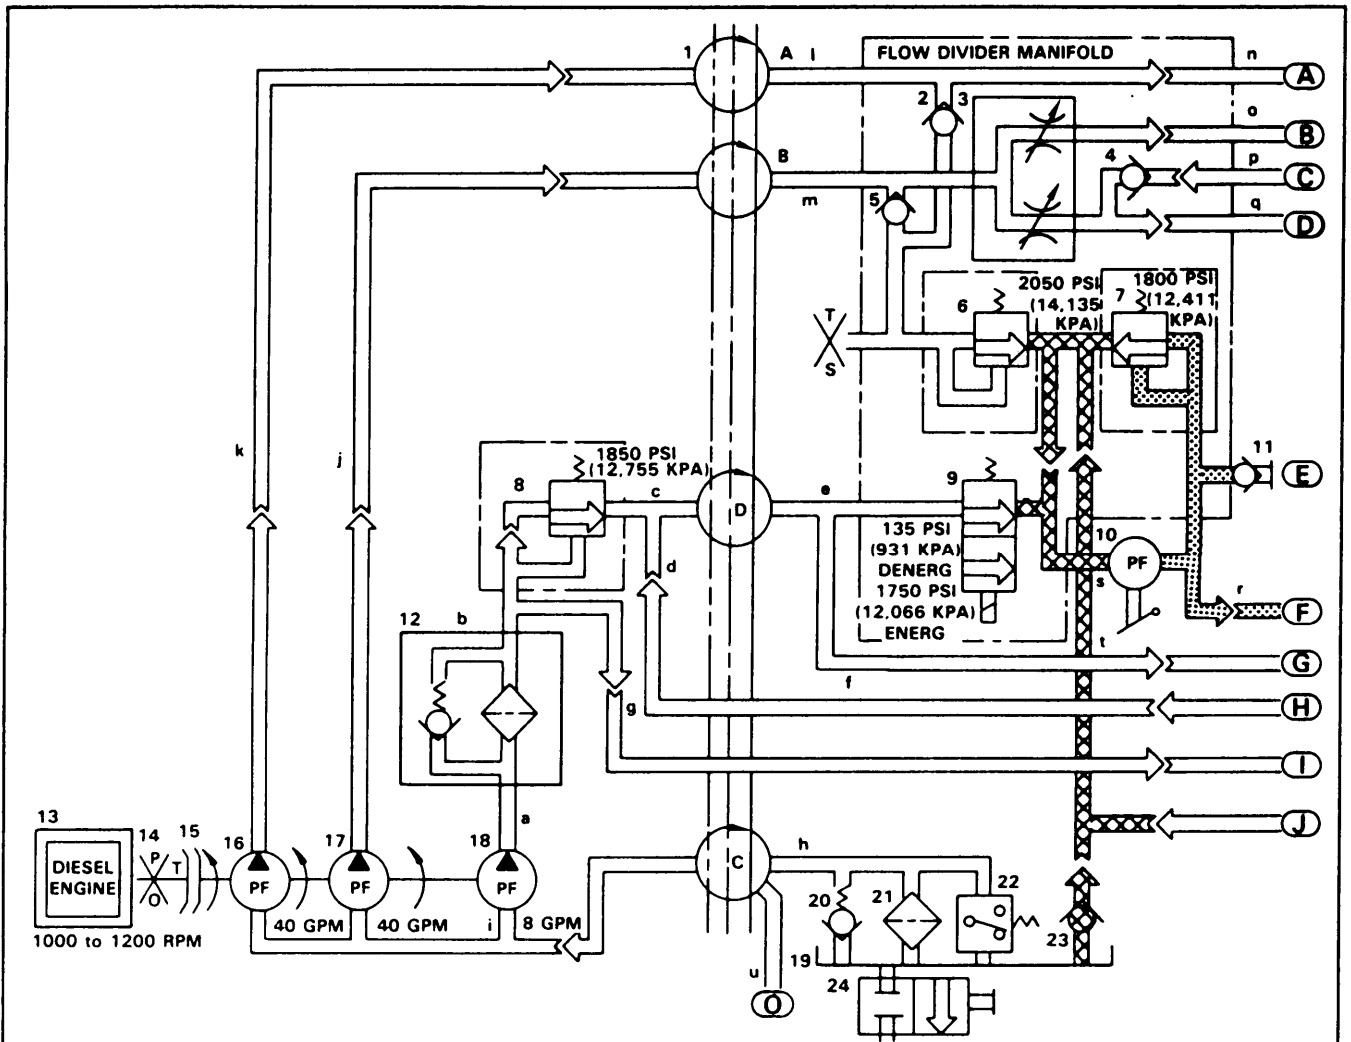 1
A
l
FLOW DIVIDER MANIFOLD
n
A
2
3
o
B
B
4
p
C
m
5
q
D
2050 PSI
(14,135
KPA)
1800 PSI
(12,411
KPA)
6
7
T
S
k
j
1850 PSI
(12,755 KPA)
8
c
D
e
9
11
E
135 PSI
(931 KPA)
DENERG
1750 PSI
(12,066 KPA)
ENERG
10
PF
d
s
r
F
12
b
t
G
f
g
H
I
a
J
13
DIESEL
ENGINE
1000 to 1200 RPM
14
P
T
O
15
16
PF
17
PF
18
PF
40 GPM
40 GPM
i
8 GPM
C
h
20
21
22
23
19
u
O
24